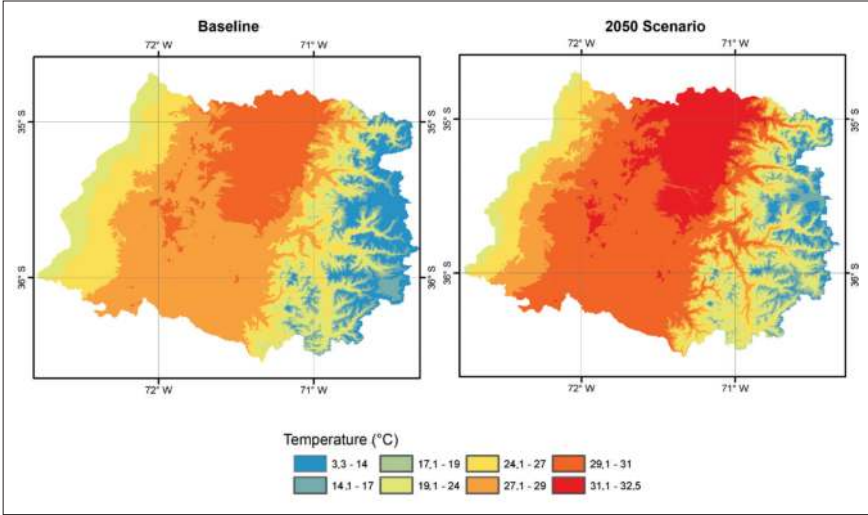 Baseline
2050 Scenario
72° W 71° W
72° W 71° W
35° S
36° S
35° S
36° S
35° S
36° S
35° S
36° S
72° W 71° W
72° W 71° W
Temperature (°C)
3,3 - 14 17,1 - 19 24,1 - 27 29,1 - 31
14,1 - 17 19,1 - 24 27,1 - 29 31,1 - 32,5